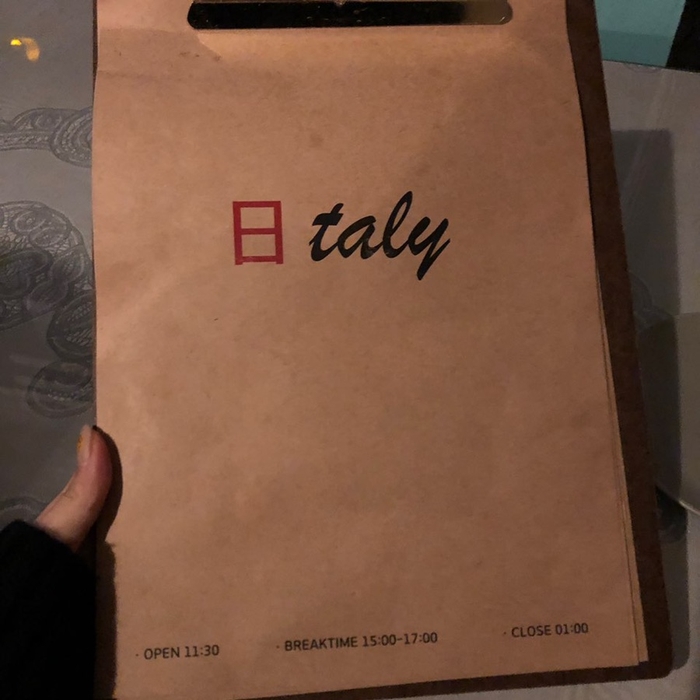 日 taly
· OPEN 11:30 · BREAKTIME 15:00-17:00 · CLOSE 01:00